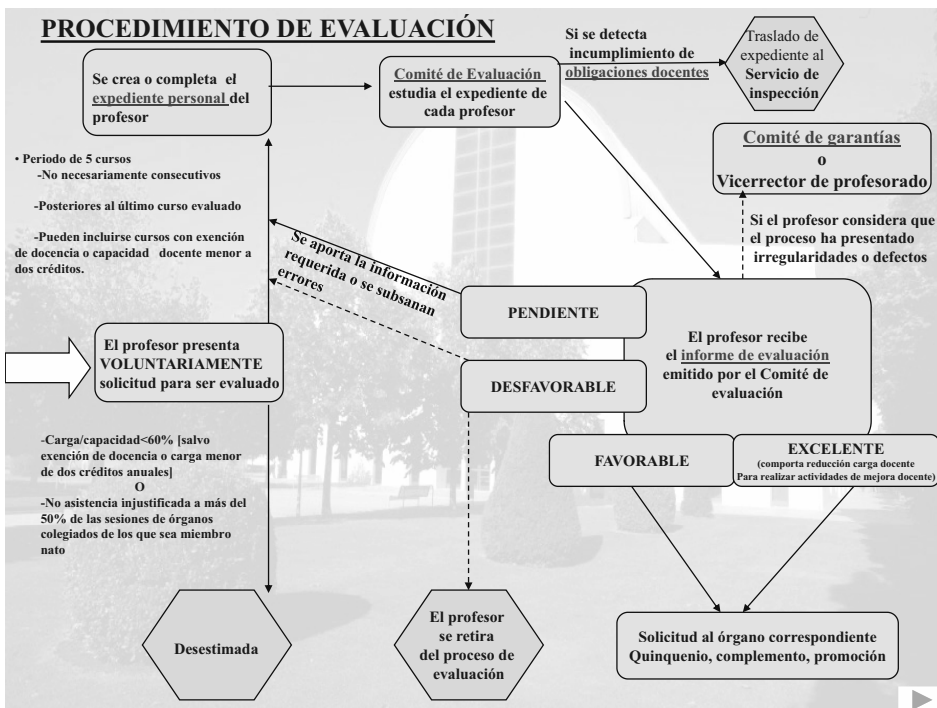 PROCEDIMIENTO DE EVALUACIÓN
Se crea o completa el
expediente personal del
profesor
Comité de Evaluación
estudia el expediente de
cada profesor
Si se detecta
incumplimiento de
obligaciones docentes
Traslado de
expediente al
Servicio de
inspección
Comité de garantías
o
Vicerrector de profesorado
• Periodo de 5 cursos
-No necesariamente consecutivos
-Posteriores al último curso evaluado
-Pueden incluirse cursos con exención
de docencia o capacidad docente menor a
dos créditos.
Se aporta la información
requerida o se subsanan
errores
Si el profesor considera que
el proceso ha presentado
irregularidades o defectos
PENDIENTE
DESFAVORABLE
El profesor recibe
el informe de evaluación
emitido por el Comité de
evaluación
El profesor presenta
VOLUNTARIAMENTE
solicitud para ser evaluado
FAVORABLE
EXCELENTE
(comporta reducción carga docente
Para realizar actividades de mejora docente)
-Carga/capacidad<60% [salvo
exención de docencia o carga menor
de dos créditos anuales]
O
-No asistencia injustificada a más del
50% de las sesiones de órganos
colegiados de los que sea miembro
nato
Desestimada
El profesor
se retira
del proceso de
evaluación
Solicitud al órgano correspondiente
Quinquenio, complemento, promoción